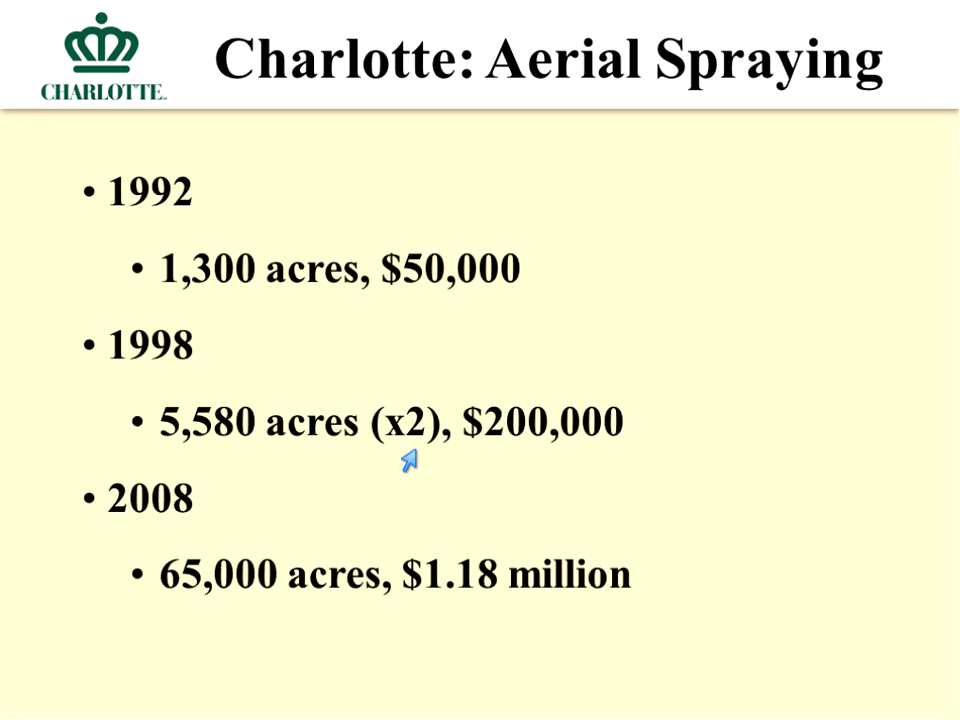 CHARLOTTE™
Charlotte: Aerial Spraying
• 1992
• 1,300 acres, $50,000
• 1998
• 5,580 acres (x2), $200,000
• 2008
• 65,000 acres, $1.18 million